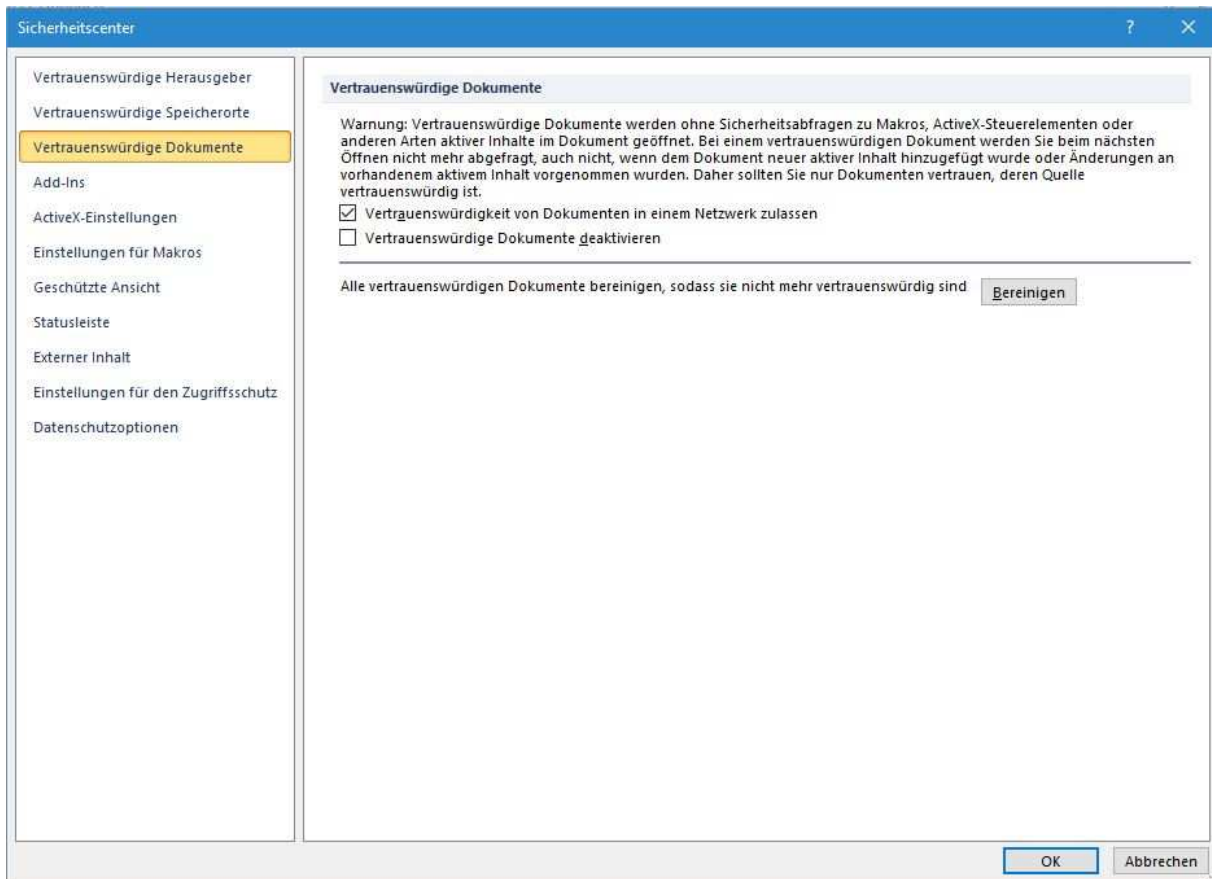 Sicherheitscenter
?
Vertrauenswürdige Herausgeber
Vertrauenswürdige Speicherorte
Vertrauenswürdige Dokumente
Add-Ins
ActiveX-Einstellungen
Einstellungen für Makros
Geschützte Ansicht
Statusleiste
Externer Inhalt
Einstellungen für den Zugriffsschutz
Datenschutzoptionen
Vertrauenswürdige Dokumente
Warnung: Vertrauenswürdige Dokumente werden ohne Sicherheitsabfragen zu Makros, ActiveX-Steuerelementen oder
anderen Arten aktiver Inhalte im Dokument geöffnet. Bei einem vertrauenswürdigen Dokument werden Sie beim nächsten
Öffnen nicht mehr abgefragt, auch nicht, wenn dem Dokument neuer aktiver Inhalt hinzugefügt wurde oder Änderungen an
vorhandenem aktivem Inhalt vorgenommen wurden. Daher sollten Sie nur Dokumenten vertrauen, deren Quelle
vertrauenswürdig ist.
Vertrauenswürdigkeit von Dokumenten in einem Netzwerk zulassen
Vertrauenswürdige Dokumente deaktivieren
Alle vertrauenswürdigen Dokumente bereinigen, sodass sie nicht mehr vertrauenswürdig sind
Bereinigen
OK
Abbrechen